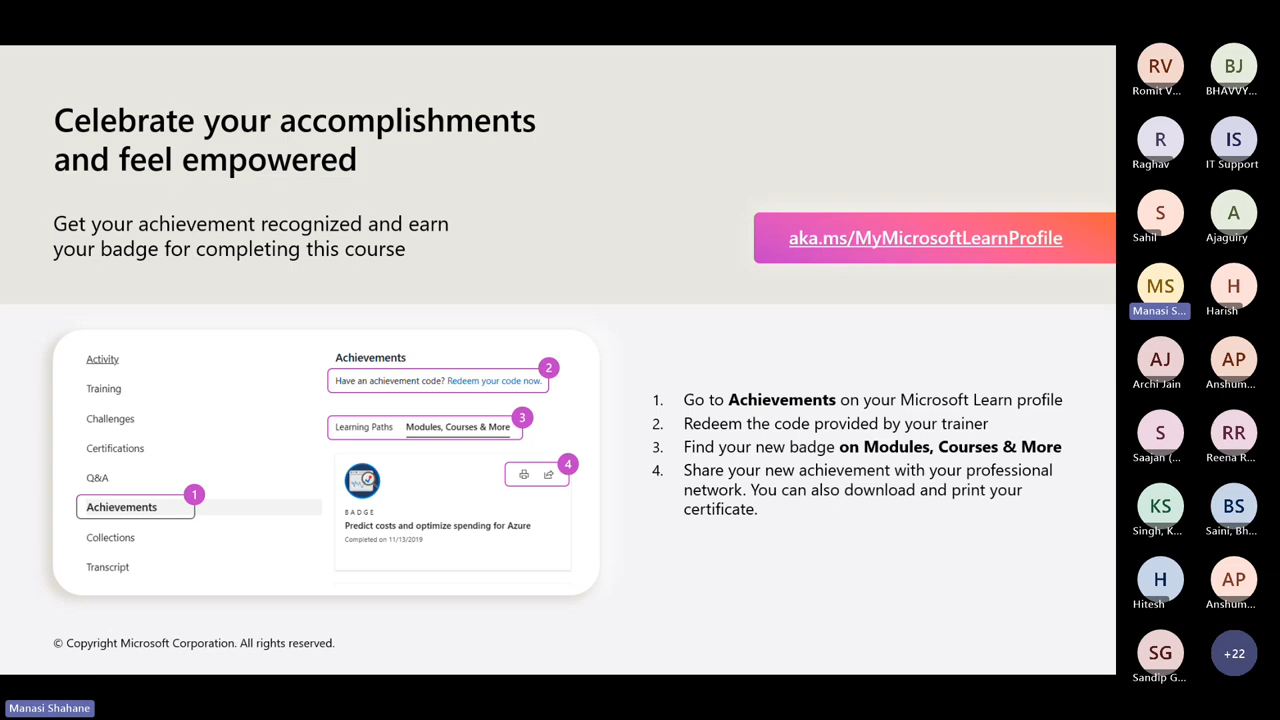 Celebrate your accomplishments
and feel empowered
Get your achievement recognized and earn
your badge for completing this course
aka.ms/MyMicrosoftLearnProfile
Activity
Training
Challenges
Certifications
Q&A
1
Achievements
Collections
Transcript
Achievements
2
Have an achievement code? Redeem your code now.
3
Learning Paths Modules, Courses & More
4
BADGE
Predict costs and optimize spending for Azure
Completed on 11/13/2019
1. Go to Achievements on your Microsoft Learn profile
2. Redeem the code provided by your trainer
3. Find your new badge on Modules, Courses & More
4. Share your new achievement with your professional
network. You can also download and print your
certificate.
© Copyright Microsoft Corporation. All rights reserved.
Manasi Shahane
RV BJ
Romit V... BHAVVY...
R IS
Raghav IT Support
S A
Sahil Ajaguiry
MS H
Manasi S... Harish
AJ AP
Archi Jain Anshum...
S RR
Saajan (... Reena R...
KS BS
Singh, K... Saini, Bh...
H AP
Hitesh Anshum...
SG +22
Sandip G...